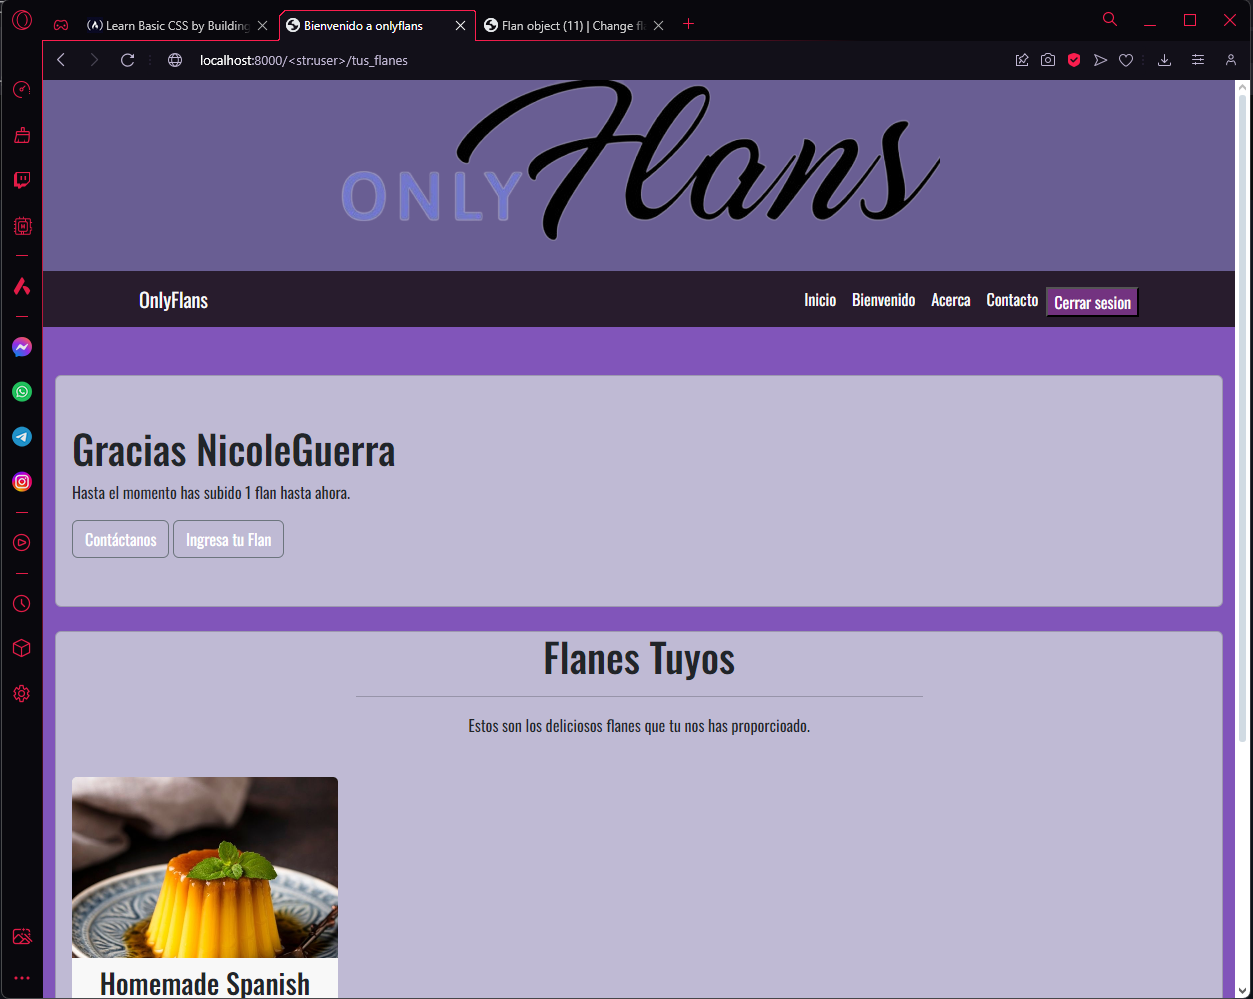 Learn Basic CSS by Building
Bienvenido a onlyflans
Flan object (11) | Change fl
localhost:8000/<str:user>/tus_flanes
ONLY Flans
OnlyFlans
Inicio
Bienvenido
Acerca
Contacto
Cerrar sesion
Gracias NicoleGuerra
Hasta el momento has subido 1 flan hasta ahora.
Contáctanos
Ingresa tu Flan
Flanes Tuyos
Estos son los deliciosos flanes que tu nos has proporcioado.
Homemade Spanish